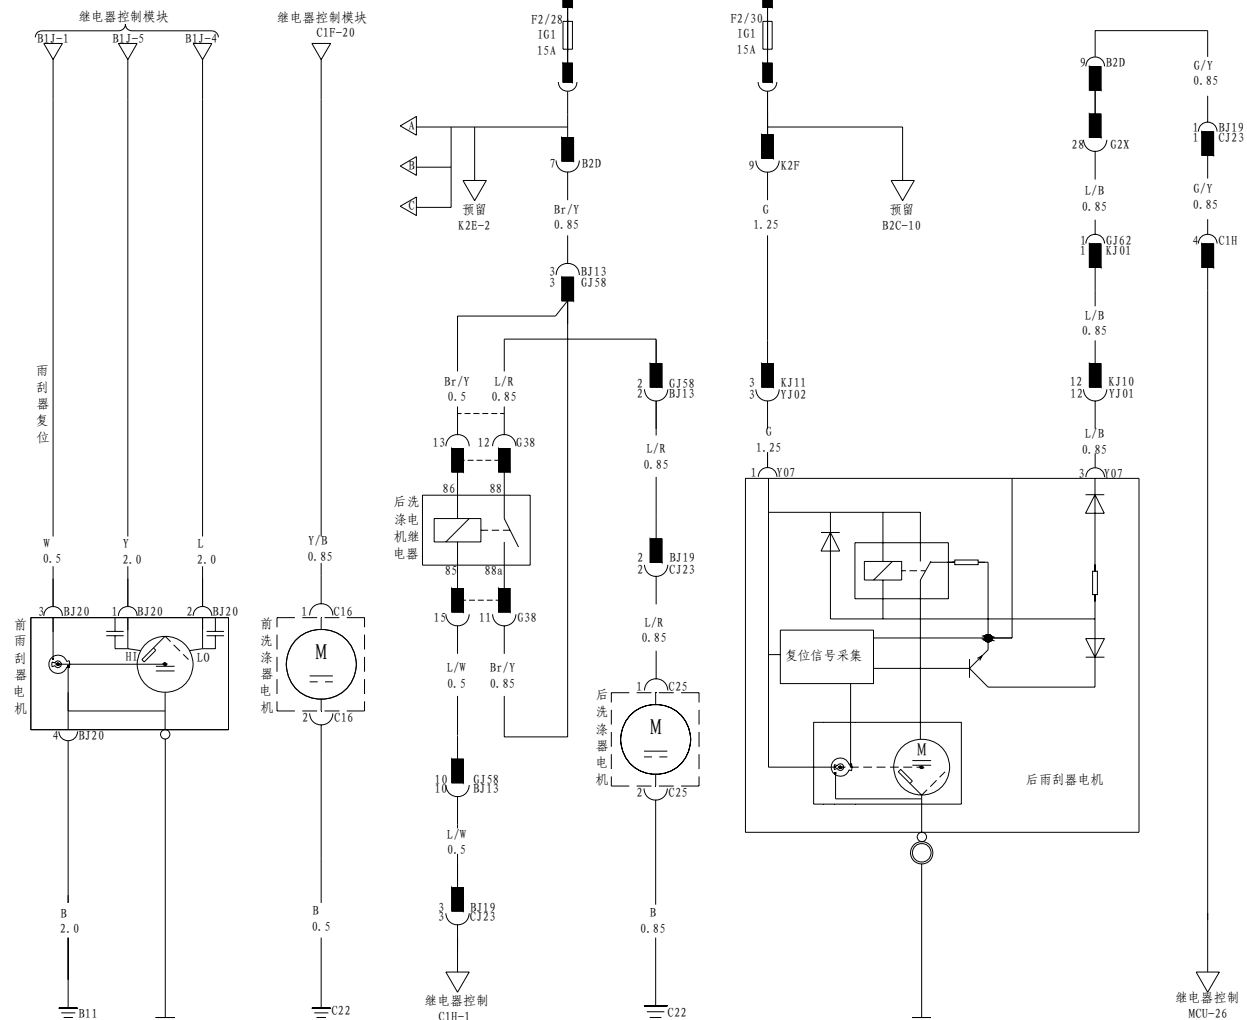 继电器控制模块
B1J-1
B1J-5
B1J-4
继电器控制模块
C1F-20
F2/28
IG1
15A
F2/30
IG1
15A
9
B2D
G/Y
0.85
28
G2X
1
BJ19
1
CJ23
A
B
C
7
B2D
9
K2F
预留
K2E-2
Br/Y
0.85
G
1.25
预留
B2C-10
L/B
0.85
G/Y
0.85
1
GJ62
1
KJ01
4
C1H
3
BJ13
3
GJ58
L/B
0.85
雨刮器复位
Br/Y
0.5
L/R
0.85
2
GJ58
2
BJ13
3
KJ11
3
YJ02
12
KJ10
12
YJ01
13
12
G38
L/R
0.85
G
1.25
L/B
0.85
1
Y07
3
Y07
86
88
后洗涤电机继电器
85
88a
W
0.5
Y
2.0
L
2.0
Y/B
0.85
2
BJ19
2
CJ23
3
BJ20
1
BJ20
2
BJ20
1
C16
15
11
G38
前雨刮器电机
HI
LO
前洗涤器电机
M
L/R
0.85
L/W
0.5
Br/Y
0.85
复位信号采集
1
C25
后洗涤器电机
M
2
C25
4
BJ20
2
C16
M
后雨刮器电机
10
GJ58
10
BJ13
L/W
0.5
3
BJ19
3
CJ23
B
2.0
B
0.5
B
0.85
B11
C22
继电器控制
C1H-1
C22
继电器控制
MCU-26